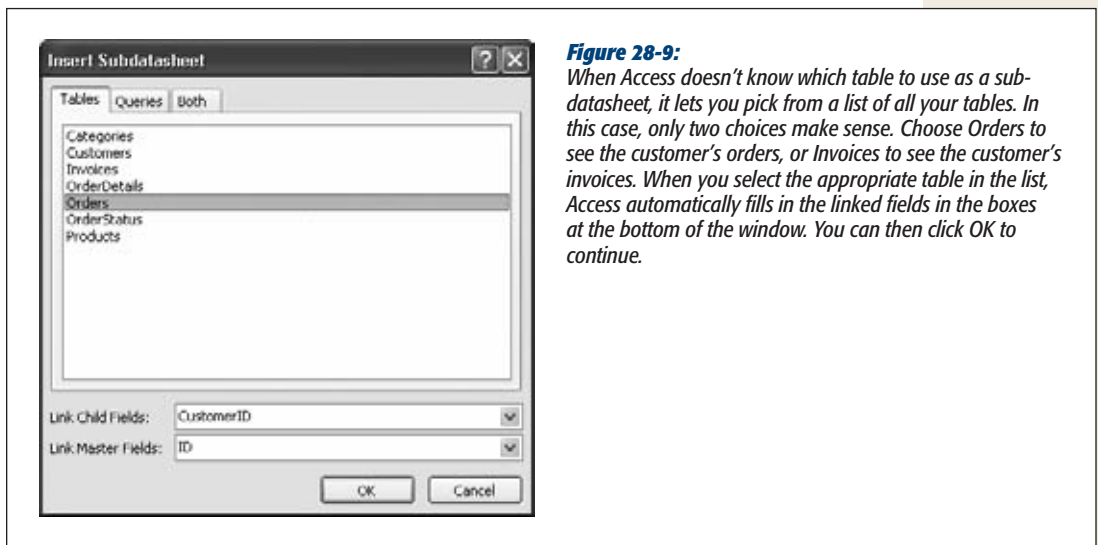 Insert Subdatasheet
Tables Queries Both
Categories
Customers
Invoices
OrderDetails
Orders
OrderStatus
Products
Link Child Fields: CustomerID
Link Master Fields: ID
OK Cancel
Figure 28-9:
When Access doesn't know which table to use as a sub-
datasheet, it lets you pick from a list of all your tables. In
this case, only two choices make sense. Choose Orders to
see the customer's orders, or Invoices to see the customer's
invoices. When you select the appropriate table in the list,
Access automatically fills in the linked fields in the boxes
at the bottom of the window. You can then click OK to
continue.